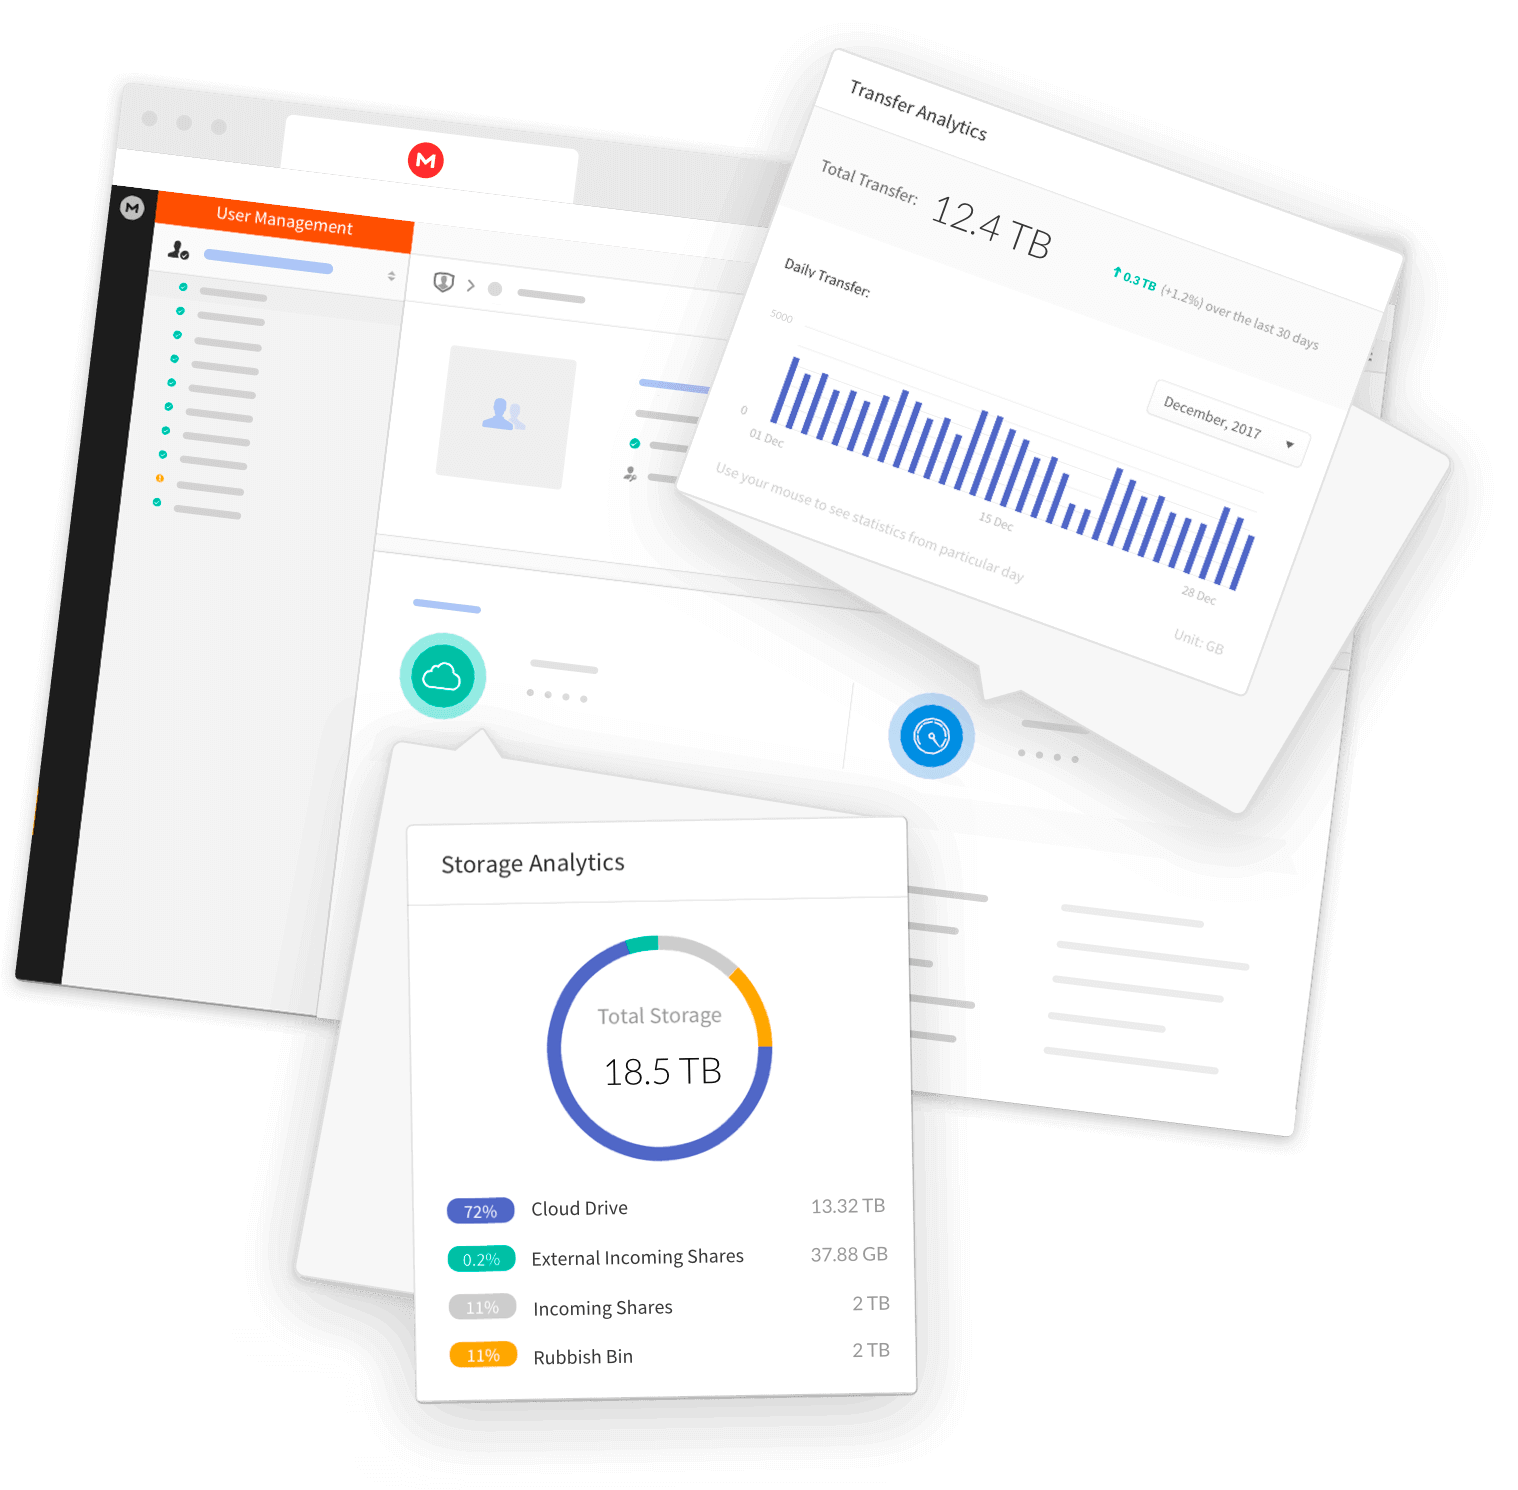 M
M
User Management
Transfer Analytics
Total Transfer: 12.4 TB
0.3 TB (+1.2%) over the last 30 days
Daily Transfer:
December, 2017
5000
0
01 Dec
15 Dec
28 Dec
Use your mouse to see statistics from particular day
Unit: GB
Storage Analytics
Total Storage
18.5 TB
72% Cloud Drive 13.32 TB
0.2% External Incoming Shares 37.88 GB
11% Incoming Shares 2 TB
11% Rubbish Bin 2 TB